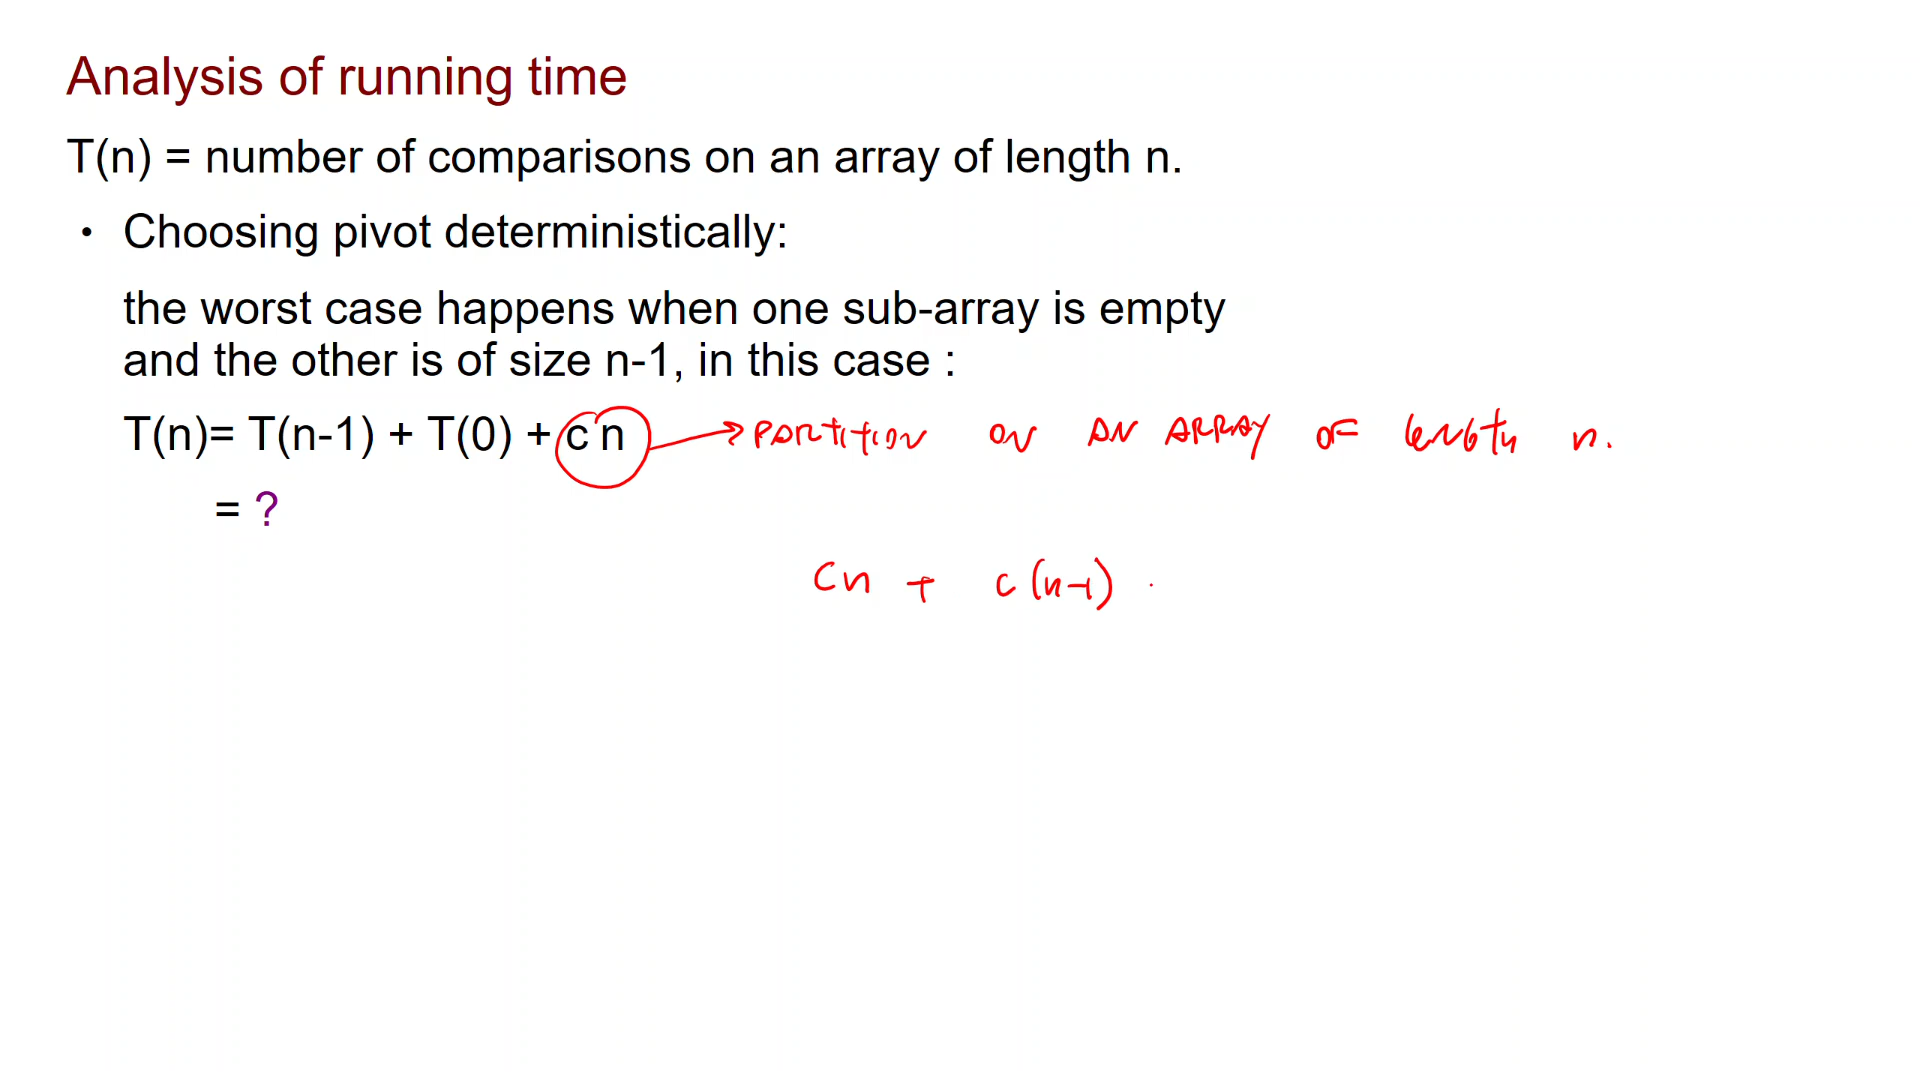 Analysis of running time
T(n) = number of comparisons on an array of length n.
• Choosing pivot deterministically:
the worst case happens when one sub-array is empty
and the other is of size n-1, in this case :
T(n)= T(n-1) + T(0) + c n → PARTITION ON AN ARRAY OF LENGTH n.
= ?
cn + c(n-1) .